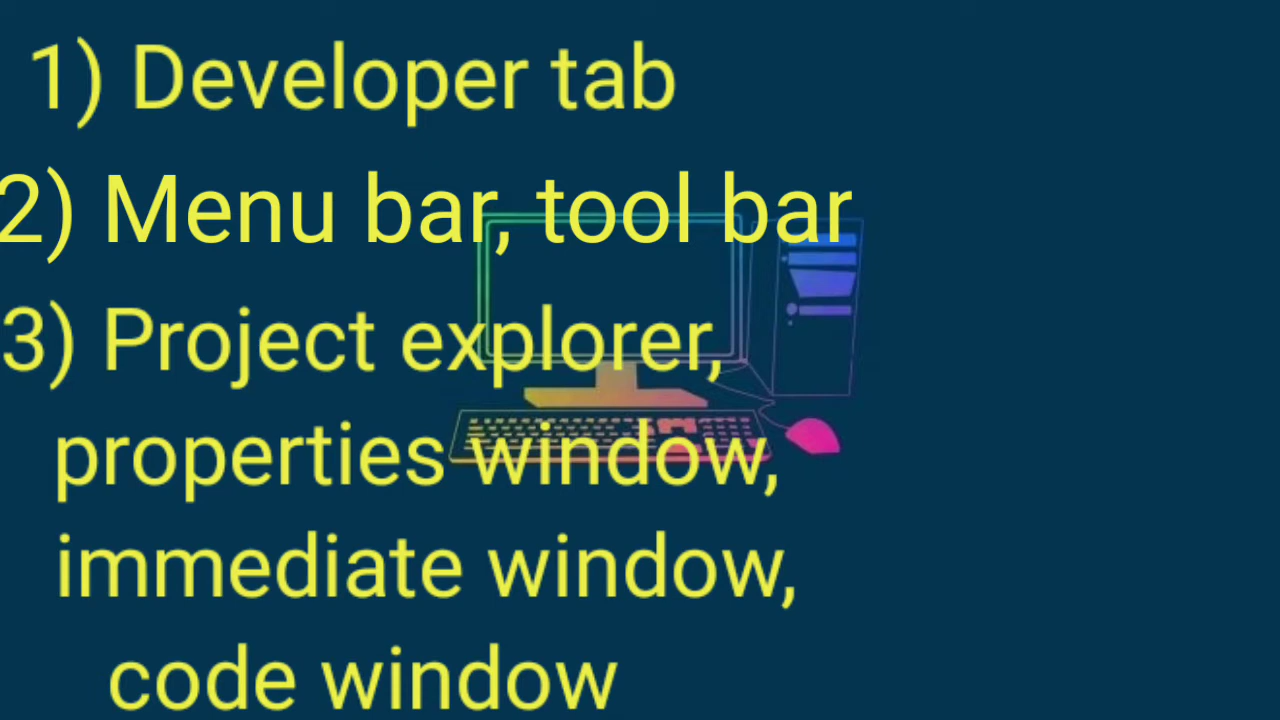 1) Developer tab
2) Menu bar, tool bar
3) Project explorer,
properties window,
immediate window,
code window